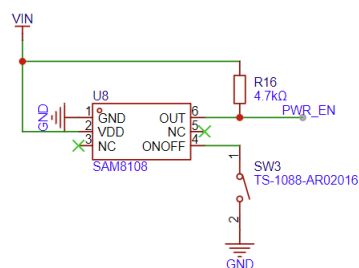 VIN
U8
R16
4.7kΩ
PWR_EN
GND
1
GND
OUT
6
2
VDD
NC
5
3
NC
ONOFF
4
SAM8108
1
SW3
TS-1088-AR02016
2
GND